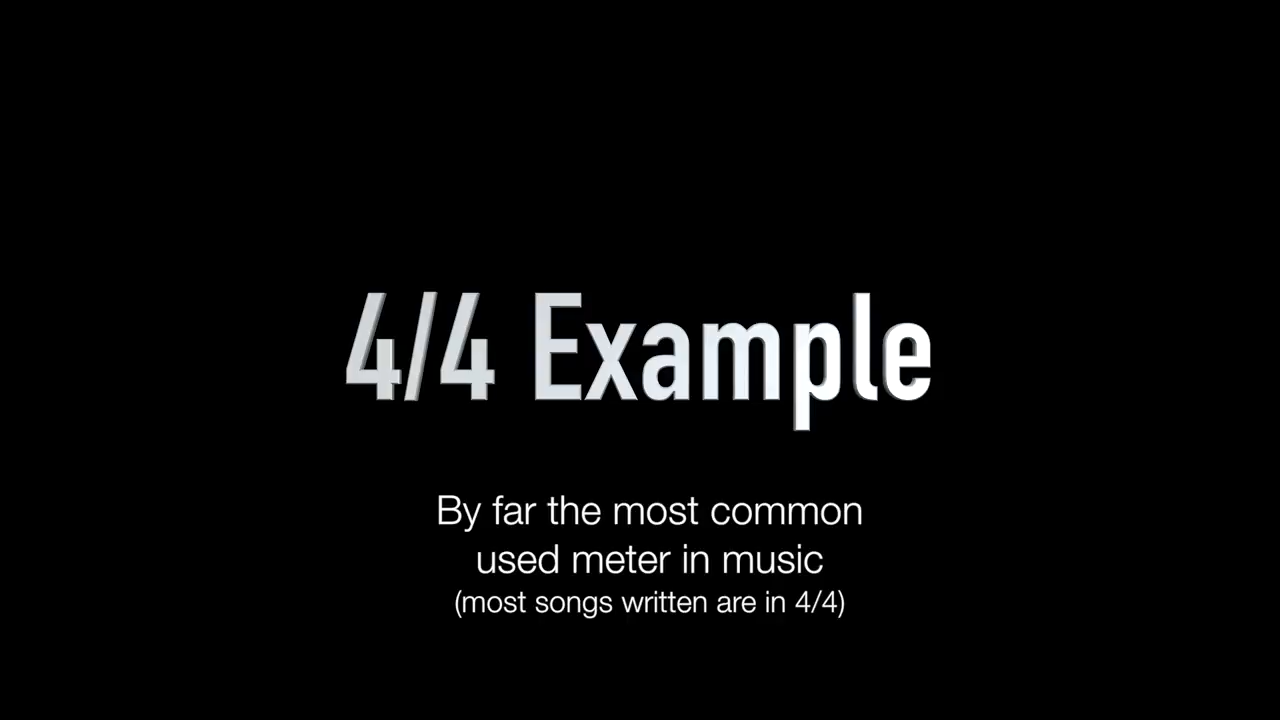 4/4 Example
By far the most common
used meter in music
(most songs written are in 4/4)